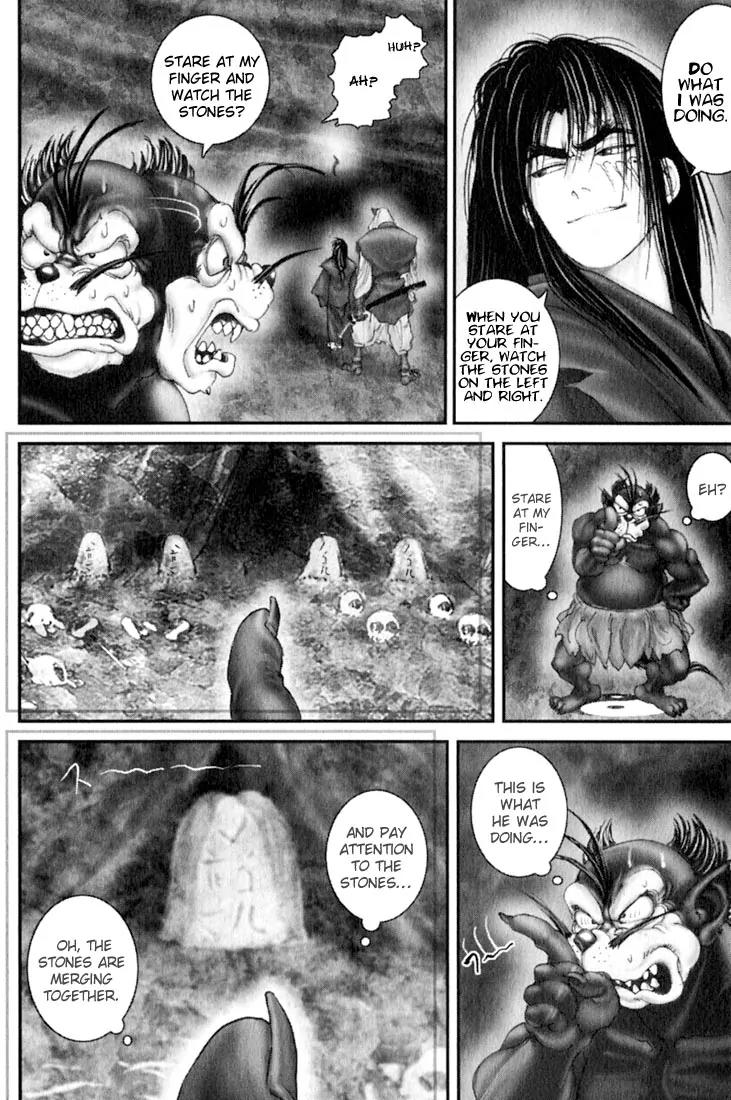 DO
WHAT
I WAS
DOING.
WHEN YOU
STARE AT
YOUR FIN-
GER, WATCH
THE STONES
ON THE LEFT
AND RIGHT.
HUH?
AH?
STARE AT MY
FINGER AND
WATCH THE
STONES?
EH?
STARE
AT MY
FIN-
GER...
THIS IS
WHAT
HE WAS
DOING...
AND PAY
ATTENTION
TO THE
STONES...
OH, THE
STONES ARE
MERGING
TOGETHER.